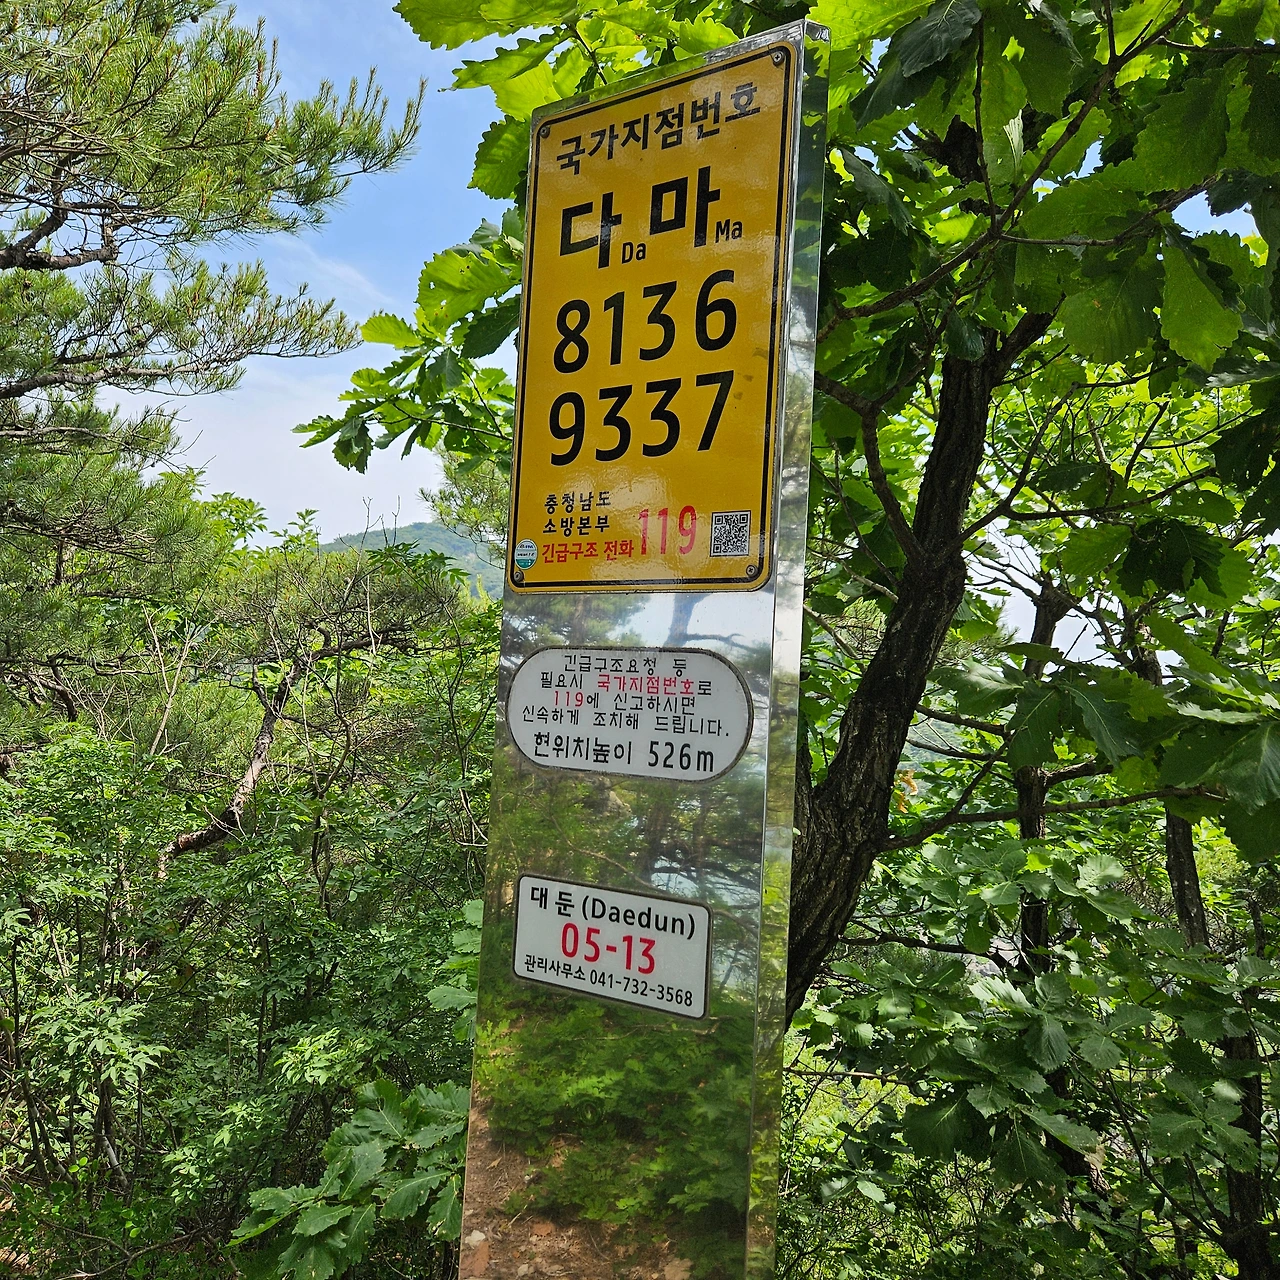 국가지점번호
다Da 마Ma
8136
9337
충청남도
소방본부
긴급구조 전화 119
긴급구조요청 등
필요시 국가지점번호로
119에 신고하시면
신속하게 조치해 드립니다.
현위치높이 526m
대둔(Daedun)
05-13
관리사무소 041-732-3568